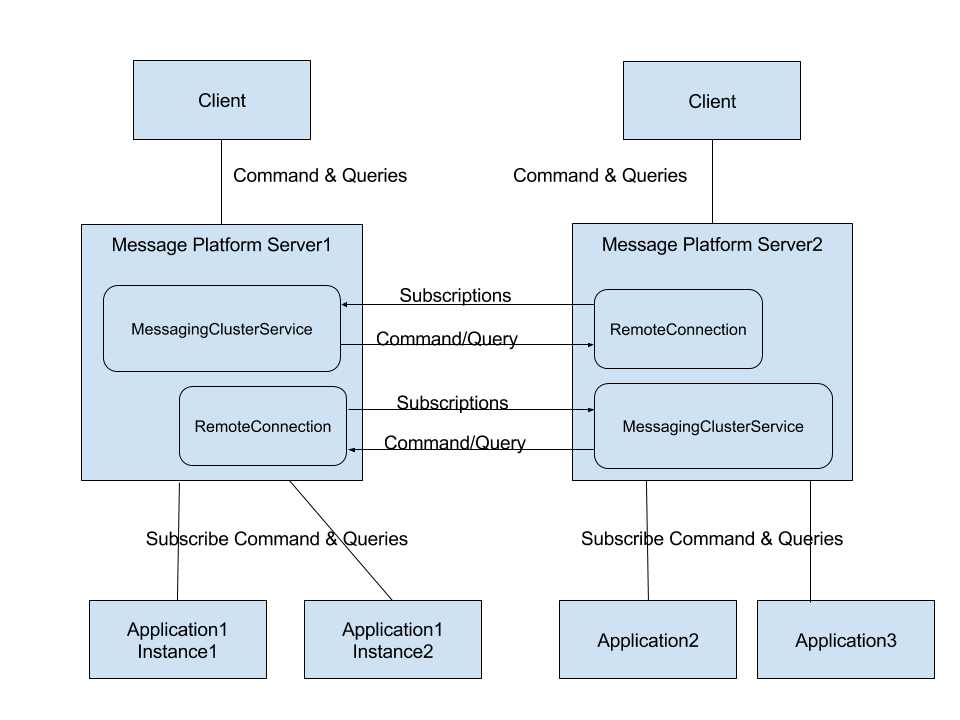 Client
Client
Command & Queries
Command & Queries
Message Platform Server1
Message Platform Server2
Subscriptions
MessagingClusterService
RemoteConnection
Command/Query
Subscriptions
RemoteConnection
MessagingClusterService
Command/Query
Subscribe Command & Queries
Subscribe Command & Queries
Application1
Instance1
Application1
Instance2
Application2
Application3